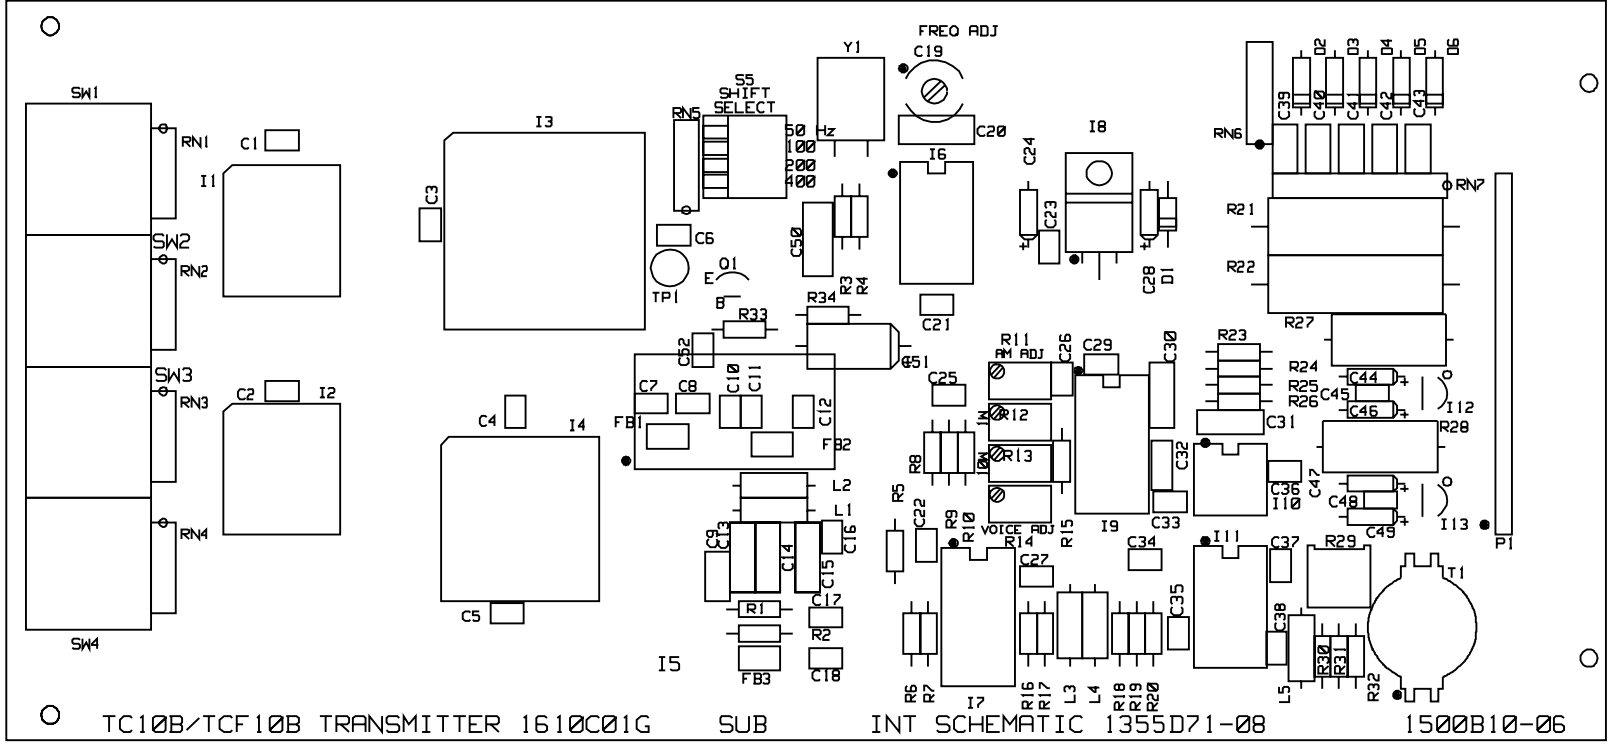 FREQ ADJ
C19
Y1
D2
D3
D4
D5
D6
S5
SHIFT
SELECT
SW1
RN5
C39
C40
C41
C42
C43
I3
I8
50 Hz
C20
RN6
RN1
C1
100
I6
C24
200
400
I1
RN7
C3
R21
C23
SW2
C6
C50
R22
RN2
Q1
E
R3
R4
C28
D1
TP1
B
R34
R33
C21
R27
C52
C51
R11
AM ADJ
C26
C29
C30
R23
R24
SW3
C7
C8
C10
C11
C25
C44
R25
C45
R26
RN3
C2
I2
C12
1W
R12
C46
I12
C4
I4
FB1
FB2
C31
R28
R8
10W
R13
C32
C47
L2
R5
C36
C48
I10
L1
C22
R9
R10
VOICE ADJ
R14
R15
I9
C33
C49
I13
RN4
C9
C13
C14
C16
I11
C37
R29
P1
C34
C27
C15
T1
R1
C17
C35
C38
C5
R2
SW4
I5
R30
R31
FB3
C18
R6
R7
I7
R16
R17
L3
L4
R18
R19
R20
L5
R32
TC10B/TCF10B TRANSMITTER 1610C01G SUB INT SCHEMATIC 1355D71-08 1500B10-06